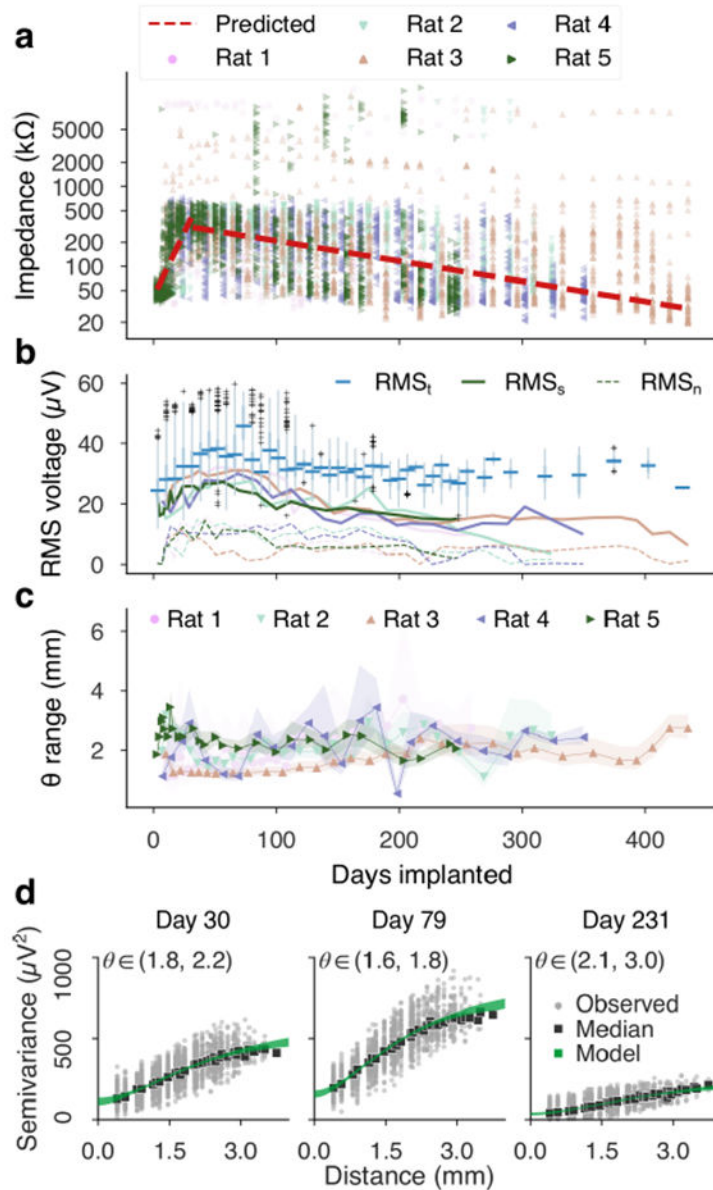 a
Predicted Rat 2 Rat 4
Rat 1 Rat 3 Rat 5
Impedance (kΩ)
5000
2000
1000
500
200
100
50
20
b
RMSt RMSs RMSn
RMS voltage (µV)
60
40
20
0
c
Rat 1 Rat 2 Rat 3 Rat 4 Rat 5
θ range (mm)
6
4
2
0 100 200 300 400
Days implanted
d
Day 30 Day 79 Day 231
Semivariance (µV²)
1000
500
0
θ∈(1.8, 2.2) θ∈(1.6, 1.8) θ∈(2.1, 3.0)
Observed
Median
Model
0.0 1.5 3.0 0.0 1.5 3.0 0.0 1.5 3.0
Distance (mm)